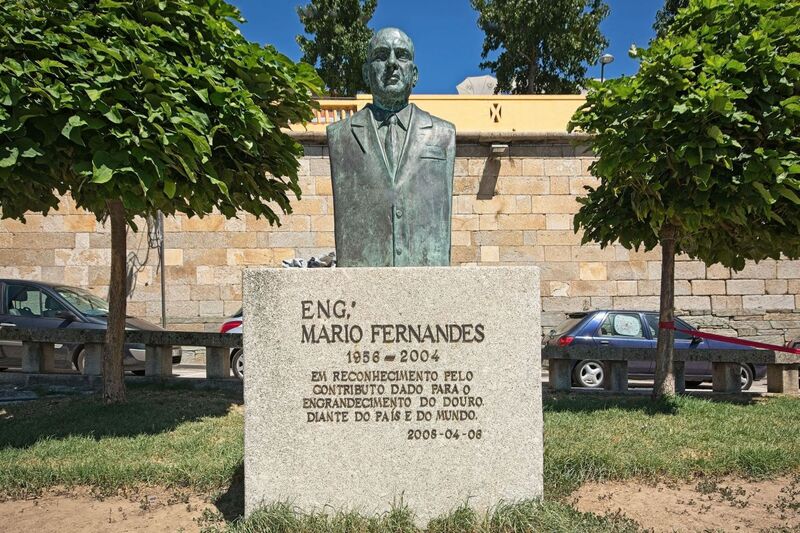 ENG.º
MARIO FERNANDES
1956 - 2004
EM RECONHECIMENTO PELO
CONTRIBUTO DADO PARA O
ENGRANDECIMENTO DO DOURO.
DIANTE DO PAÍS E DO MUNDO.
2008-04-08